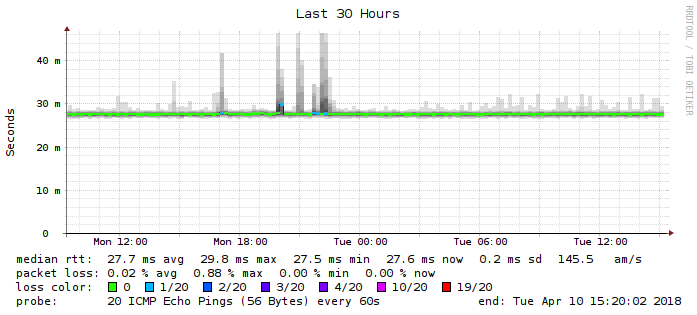 Last 30 Hours
RRDTOOL / TOBI OETIKER
Seconds
40 m
30 m
20 m
10 m
0
Mon 12:00 Mon 18:00 Tue 00:00 Tue 06:00 Tue 12:00
median rtt: 27.7 ms avg 29.8 ms max 27.5 ms min 27.6 ms now 0.2 ms sd 145.5 am/s
packet loss: 0.02 % avg 0.88 % max 0.00 % min 0.00 % now
loss color: 0 1/20 2/20 3/20 4/20 10/20 19/20
probe: 20 ICMP Echo Pings (56 Bytes) every 60s end: Tue Apr 10 15:20:02 2018